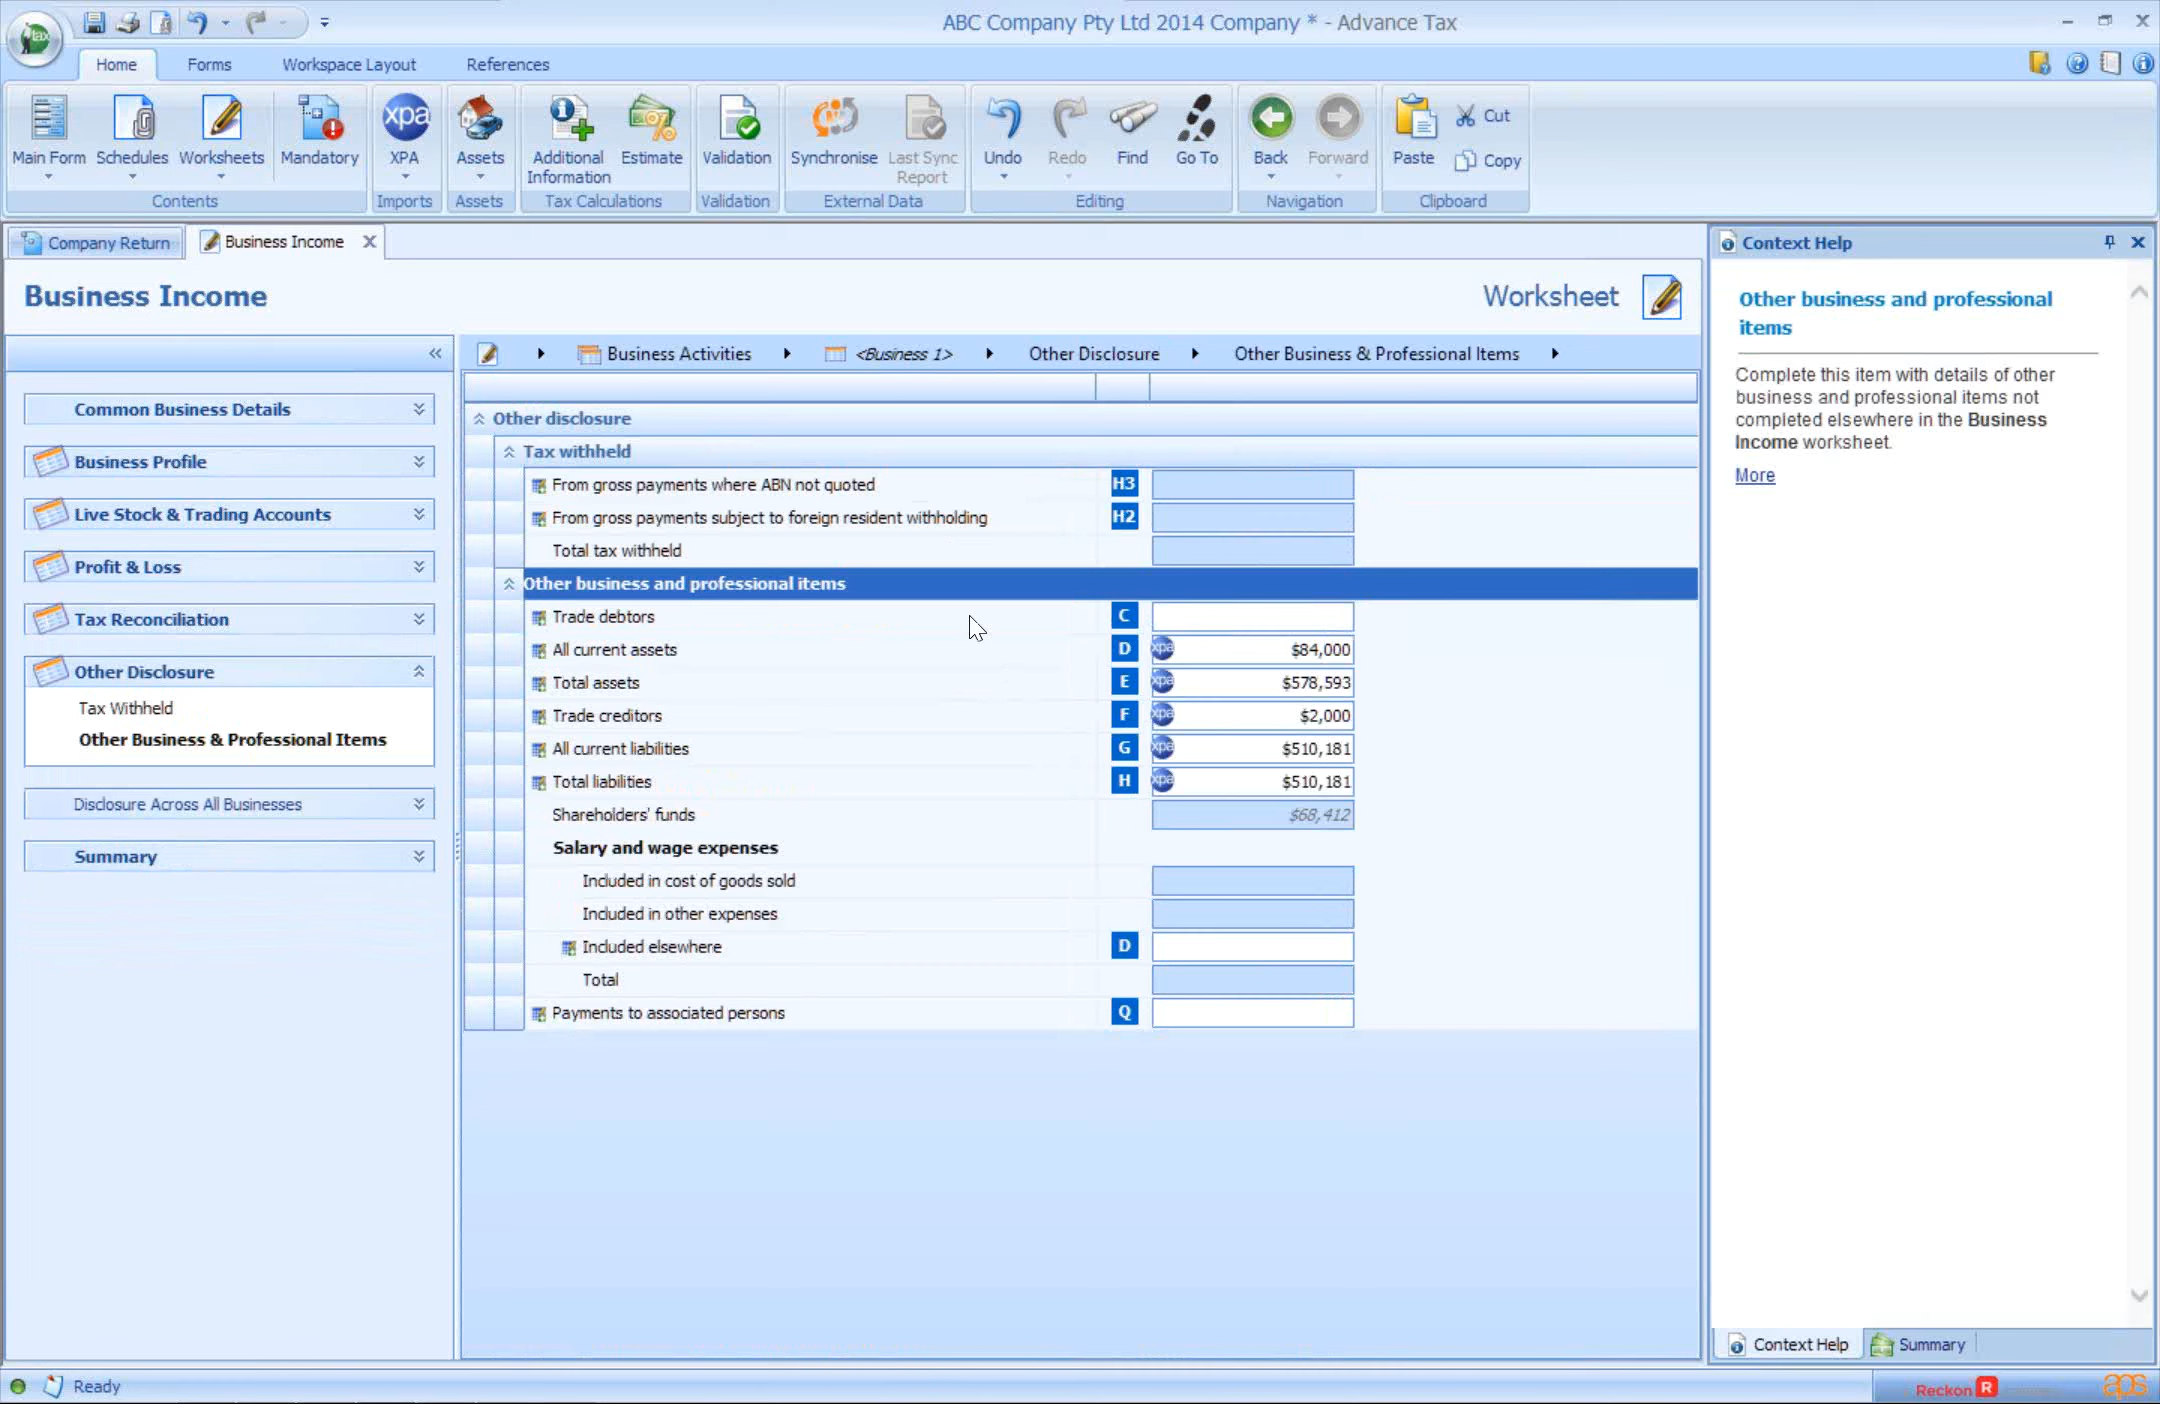 ABC Company Pty Ltd 2014 Company * - Advance Tax
tax
Home Forms Workspace Layout References
Main Form Schedules Worksheets Mandatory
Contents
xpa
XPA
Imports
Assets
Assets
Additional Information Estimate
Tax Calculations
Validation
Validation
Synchronise Last Sync Report
External Data
Undo Redo Find Go To
Editing
Back Forward
Navigation
Paste Cut
Copy
Clipboard
Company Return Business Income
Business Income
Worksheet
Common Business Details
Business Profile
Live Stock & Trading Accounts
Profit & Loss
Tax Reconciliation
Other Disclosure
Tax Withheld
Other Business & Professional Items
Disclosure Across All Businesses
Summary
Business Activities <Business 1> Other Disclosure Other Business & Professional Items
Other disclosure
Tax withheld
From gross payments where ABN not quoted H3
From gross payments subject to foreign resident withholding H2
Total tax withheld
Other business and professional items
Trade debtors C
All current assets D xpa $84,000
Total assets E xpa $578,593
Trade creditors F xpa $2,000
All current liabilities G xpa $510,181
Total liabilities H xpa $510,181
Shareholders' funds $68,412
Salary and wage expenses
Included in cost of goods sold
Included in other expenses
Included elsewhere D
Total
Payments to associated persons Q
Context Help
Other business and professional
items
Complete this item with details of other
business and professional items not
completed elsewhere in the Business
Income worksheet.
More
Context Help Summary
Ready
Reckon R
aps